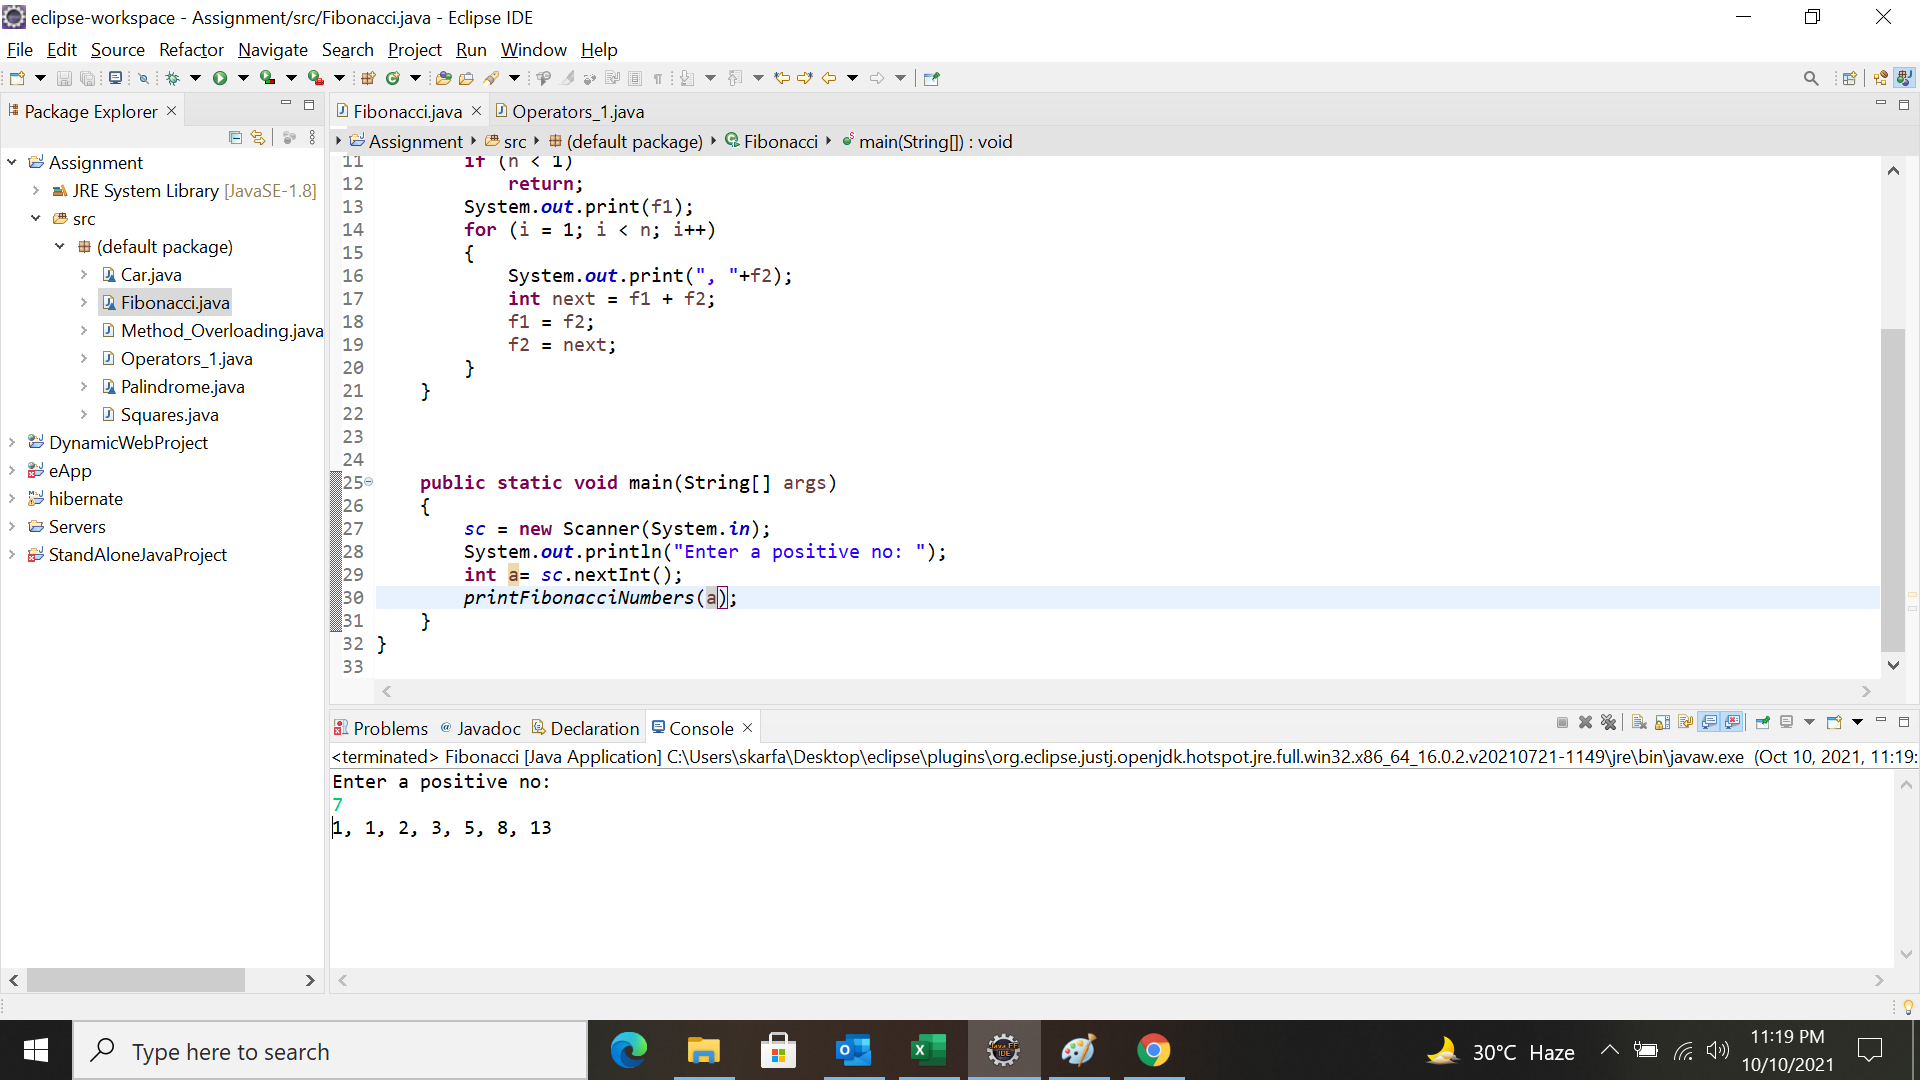 eclipse-workspace - Assignment/src/Fibonacci.java - Eclipse IDE
File Edit Source Refactor Navigate Search Project Run Window Help
Package Explorer
Fibonacci.java
Operators_1.java
Assignment
src
(default package)
Fibonacci
main(String[]) : void
Assignment
JRE System Library [JavaSE-1.8]
src
(default package)
Car.java
Fibonacci.java
Method_Overloading.java
Operators_1.java
Palindrome.java
Squares.java
DynamicWebProject
eApp
hibernate
Servers
StandAloneJavaProject
11 if (n < 1)
12 return;
13 System.out.print(f1);
14 for (i = 1; i < n; i++)
15 {
16 System.out.print(", "+f2);
17 int next = f1 + f2;
18 f1 = f2;
19 f2 = next;
20 }
21 }
22
23
24
25 public static void main(String[] args)
26 {
27 sc = new Scanner(System.in);
28 System.out.println("Enter a positive no: ");
29 int a= sc.nextInt();
30 printFibonacciNumbers(a);
31 }
32 }
33
Problems
@ Javadoc
Declaration
Console
<terminated> Fibonacci [Java Application] C:\Users\skarfa\Desktop\eclipse\plugins\org.eclipse.justj.openjdk.hotspot.jre.full.win32.x86_64_16.0.2.v20210721-1149\jre\bin\javaw.exe (Oct 10, 2021, 11:19:
Enter a positive no:
7
1, 1, 2, 3, 5, 8, 13
Type here to search
30°C Haze
11:19 PM
10/10/2021